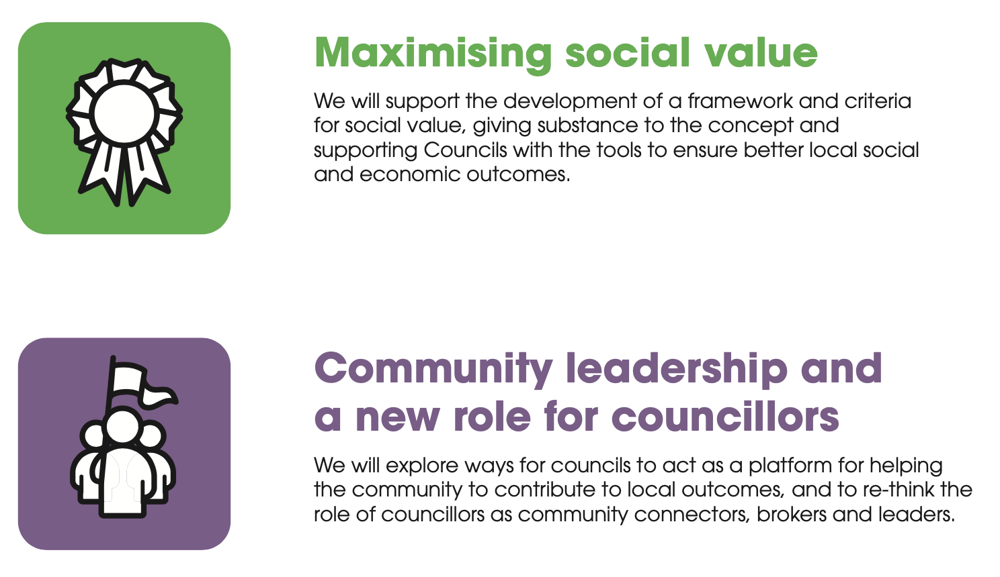 Maximising social value
We will support the development of a framework and criteria
for social value, giving substance to the concept and
supporting Councils with the tools to ensure better local social
and economic outcomes.
Community leadership and
a new role for councillors
We will explore ways for councils to act as a platform for helping
the community to contribute to local outcomes, and to re-think the
role of councillors as community connectors, brokers and leaders.